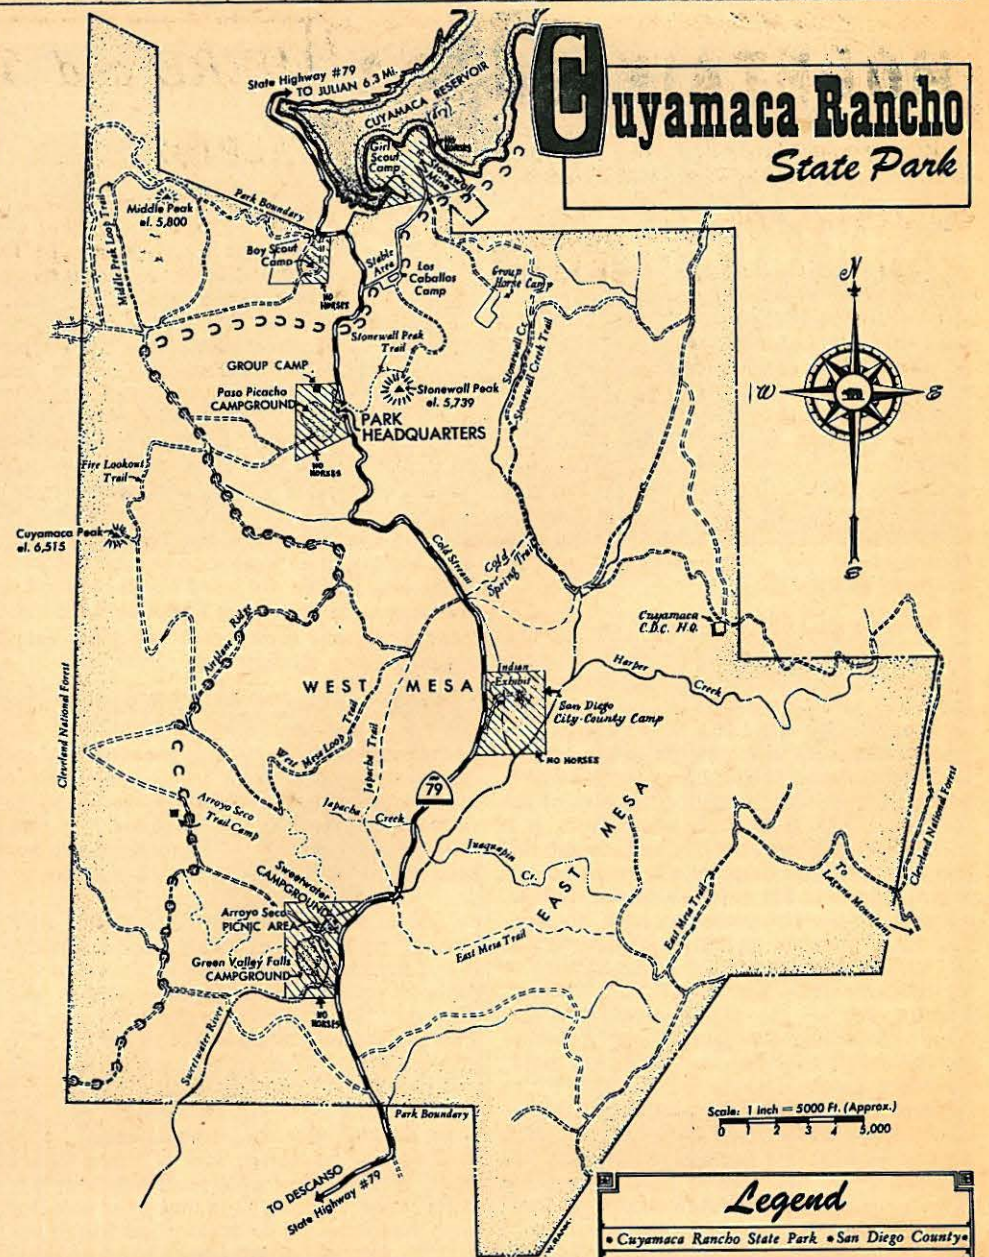 Cuyamaca Rancho
State Park
State Highway #79
TO JULIAN 6.3 Mi.
CUYAMACA RESERVOIR
NO
HORSES
Girl
Scout
Camp
Stonewall
Mine
Middle Peak
el. 5,800
Park Boundary
Middle Peak Loop Trail
Boy Scout
Camp
NO
HORSES
Stable
Area
Los
Caballos
Camp
Group
Horse Camp
Stonewall Peak
Trail
Stonewall Cr.
Stonewall Creek Trail
N
W
E
S
GROUP CAMP
Paso Picacho
CAMPGROUND
Stonewall Peak
el. 5,739
PARK
HEADQUARTERS
NO
HORSES
Fire Lookout
Trail
Cuyamaca Peak
el. 6,515
Cold Stream
Cold
Spring Trail
Cuyamaca
C.D.C. H.Q.
Airplane Ridge
WEST MESA
Indian
Exhibit
Harper
Creek
San Diego
City-County Camp
NO HORSES
Cleveland National Forest
West Mesa Loop Trail
Japacha Trail
79
Japacha Creek
Arroyo Seco
Trail Camp
Juaquapin
Cr.
EAST MESA
Cleveland National Forest
To
Laguna Mountains
East Mesa Trail
Sweetwater
CAMPGROUND
Arroyo Seco
PICNIC AREA
East Mesa Trail
Green Valley Falls
CAMPGROUND
NO
HORSES
Sweetwater River
Park Boundary
Scale: 1 inch = 5000 Ft. (Approx.)
0 1 2 3 4 5,000
TO DESCANSO
State Highway #79
W. RANK
Legend
• Cuyamaca Rancho State Park • San Diego County •